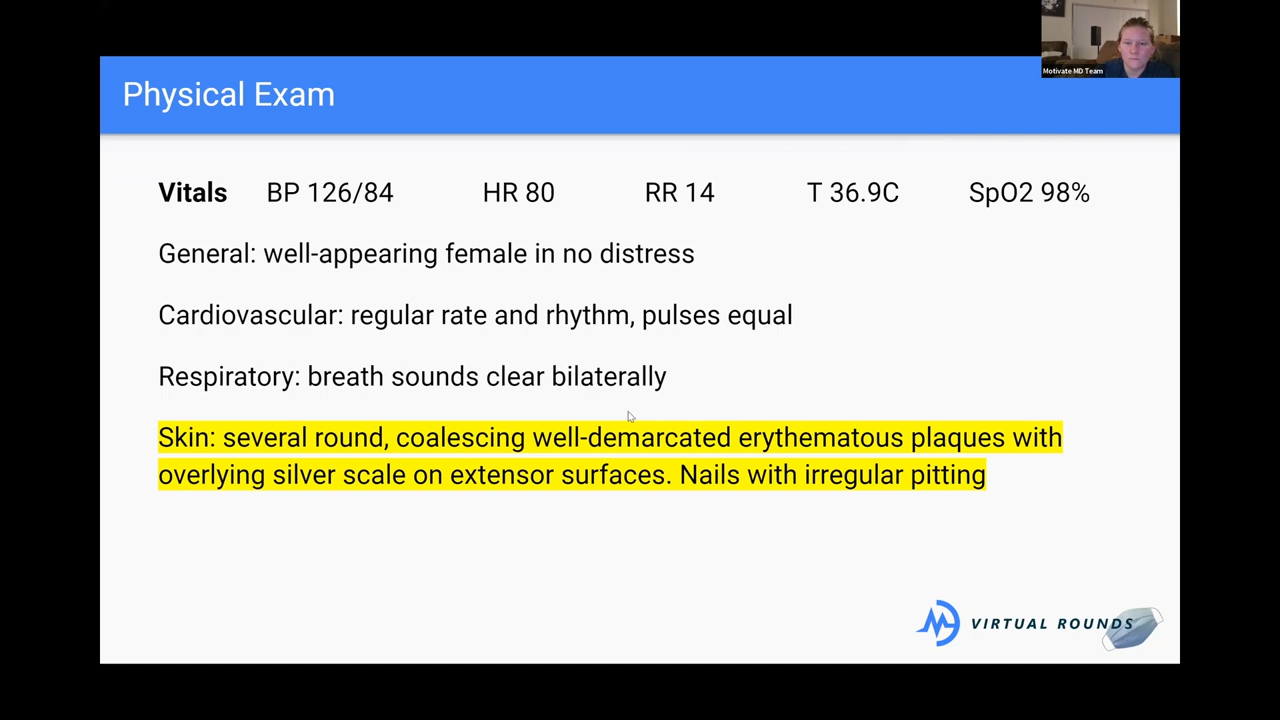 Motivate MD Team
Physical Exam
Vitals BP 126/84 HR 80 RR 14 T 36.9C SpO2 98%
General: well-appearing female in no distress
Cardiovascular: regular rate and rhythm, pulses equal
Respiratory: breath sounds clear bilaterally
Skin: several round, coalescing well-demarcated erythematous plaques with
overlying silver scale on extensor surfaces. Nails with irregular pitting
VIRTUAL ROUNDS